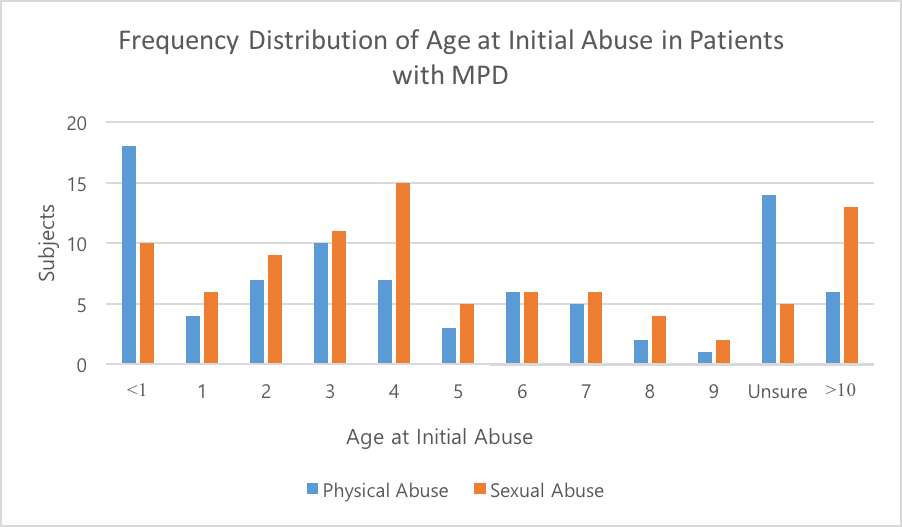 Frequency Distribution of Age at Initial Abuse in Patients
with MPD
20
15
10
5
0
Subjects
<1 1 2 3 4 5 6 7 8 9 Unsure >10
Age at Initial Abuse
Physical Abuse Sexual Abuse